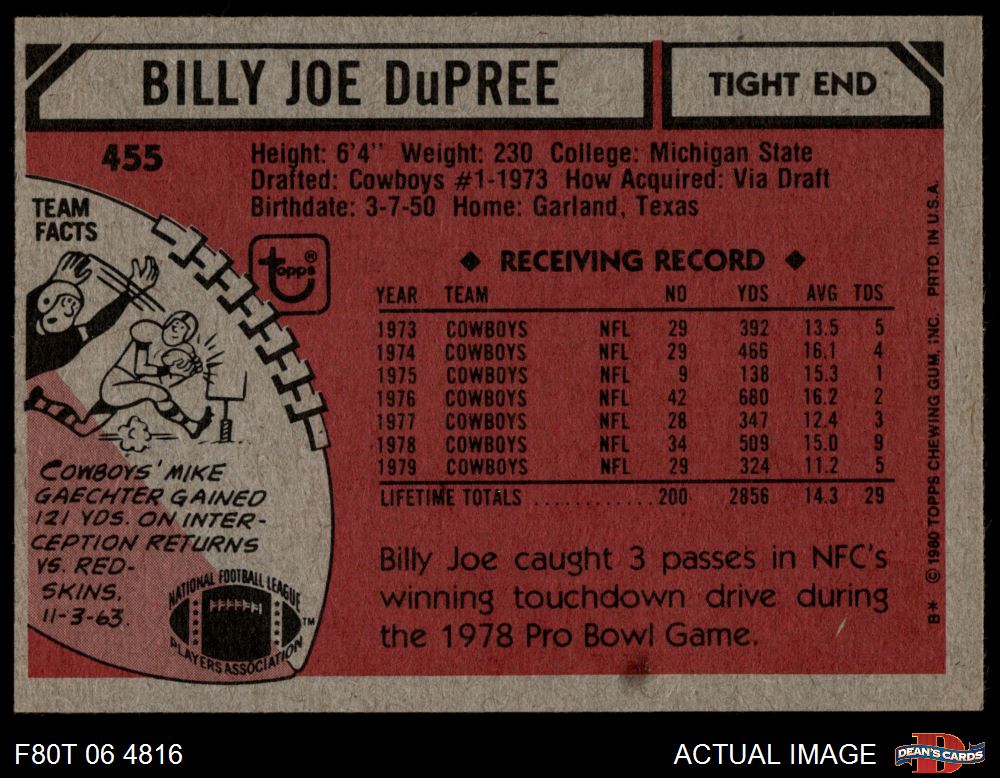 BILLY JOE DuPREE
TIGHT END
455
Height: 6'4" Weight: 230 College: Michigan State
Drafted: Cowboys #1-1973 How Acquired: Via Draft
Birthdate: 3-7-50 Home: Garland, Texas
TEAM
FACTS
topps®
◆ RECEIVING RECORD ◆
YEAR TEAM NO YDS AVG TDS
1973 COWBOYS NFL 29 392 13.5 5
1974 COWBOYS NFL 29 466 16.1 4
1975 COWBOYS NFL 9 138 15.3 1
1976 COWBOYS NFL 42 680 16.2 2
1977 COWBOYS NFL 28 347 12.4 3
1978 COWBOYS NFL 34 509 15.0 9
1979 COWBOYS NFL 29 324 11.2 5
LIFETIME TOTALS ............ 200 2856 14.3 29
COWBOYS' MIKE
GAECHTER GAINED
121 YDS. ON INTER-
CEPTION RETURNS
VS. RED-
SKINS,
11-3-63.
NATIONAL FOOTBALL LEAGUE
PLAYERS ASSOCIATION
TM
Billy Joe caught 3 passes in NFC's
winning touchdown drive during
the 1978 Pro Bowl Game.
B* © 1980 TOPPS CHEWING GUM, INC. PRTD. IN U.S.A.
F80T 06 4816
ACTUAL IMAGE
DEAN'S CARDS